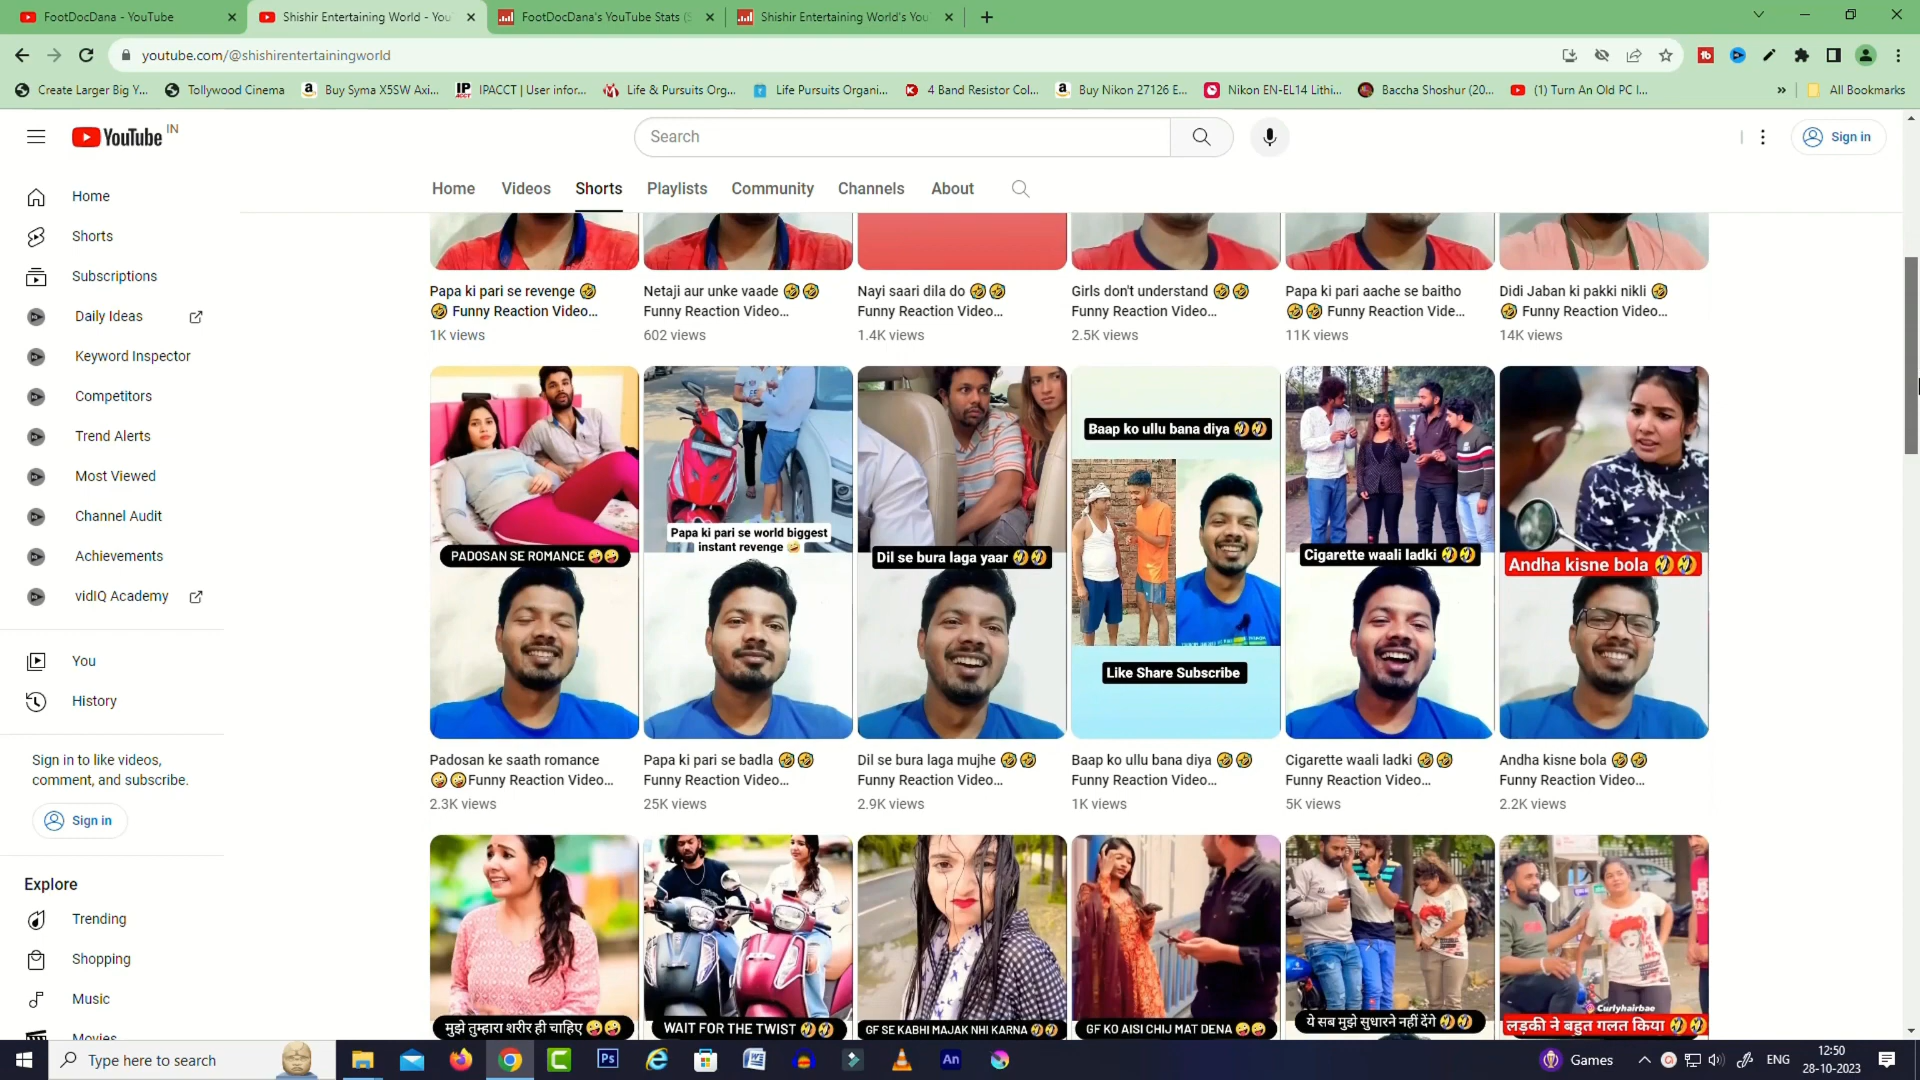 FootDocDana - YouTube
Shishir Entertaining World - You
FootDocDana's YouTube Stats (S
Shishir Entertaining World's You
youtube.com/@shishirentertainingworld
Create Larger Big Y...
Tollywood Cinema
Buy Syma X5SW Axi...
IPACCT | User infor...
Life & Pursuits Org...
Life Pursuits Organi...
4 Band Resistor Col...
Buy Nikon 27126 E...
Nikon EN-EL14 Lithi...
Baccha Shoshur (20...
(1) Turn An Old PC I...
»
All Bookmarks
YouTube IN
Search
Sign in
Home
Videos
Shorts
Playlists
Community
Channels
About
Home
Shorts
Subscriptions
Daily Ideas
Keyword Inspector
Competitors
Trend Alerts
Most Viewed
Channel Audit
Achievements
vidIQ Academy
You
History
Sign in to like videos,
comment, and subscribe.
Sign in
Explore
Trending
Shopping
Music
Movies
Papa ki pari se revenge 🤣
🤣 Funny Reaction Video...
1K views
Netaji aur unke vaade 🤣🤣
Funny Reaction Video...
602 views
Nayi saari dila do 🤣🤣
Funny Reaction Video...
1.4K views
Girls don't understand 🤣🤣
Funny Reaction Video...
2.5K views
Papa ki pari aache se baitho
🤣🤣 Funny Reaction Vide...
11K views
Didi Jaban ki pakki nikli 🤣
🤣 Funny Reaction Video...
14K views
PADOSAN SE ROMANCE 🤪🤪
Papa ki pari se world biggest
instant revenge 🤣
Dil se bura laga yaar 🤣🤣
Baap ko ullu bana diya 🤣🤣
Like Share Subscribe
Cigarette waali ladki 🤣🤣
Andha kisne bola 🤣🤣
Padosan ke saath romance
🤪🤪Funny Reaction Video...
2.3K views
Papa ki pari se badla 🤣🤣
Funny Reaction Video...
25K views
Dil se bura laga mujhe 🤣🤣
Funny Reaction Video...
2.9K views
Baap ko ullu bana diya 🤣🤣
Funny Reaction Video...
1K views
Cigarette waali ladki 🤣🤣
Funny Reaction Video...
5K views
Andha kisne bola 🤣🤣
Funny Reaction Video...
2.2K views
मुझे तुम्हारा शरीर ही चाहिए 🤪🤪
WAIT FOR THE TWIST 🤣🤣
GF SE KABHI MAJAK NHI KARNA 🤣🤣
GF KO AISI CHIJ MAT DENA 🤪🤪
ये सब मुझे सुधारने नहीं देंगे 🤣🤣
Curlyhairbae
लड़की ने बहुत गलत किया 🤣🤣
Type here to search
Games
ENG
12:50
28-10-2023